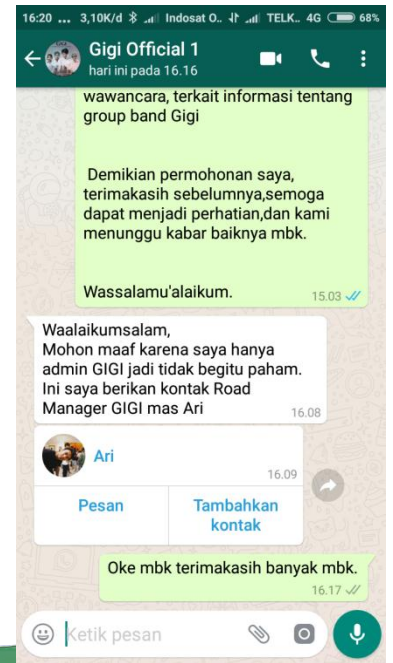 16:20 ... 3,10K/d Indosat O.. TELK.. 4G 68%
Gigi Official 1
hari ini pada 16.16
wawancara, terkait informasi tentang
group band Gigi
Demikian permohonan saya,
terimakasih sebelumnya,semoga
dapat menjadi perhatian,dan kami
menunggu kabar baiknya mbk.
Wassalamu'alaikum.
15.03
Waalaikumsalam,
Mohon maaf karena saya hanya
admin GIGI jadi tidak begitu paham.
Ini saya berikan kontak Road
Manager GIGI mas Ari
16.08
Ari
16.09
Pesan
Tambahkan
kontak
Oke mbk terimakasih banyak mbk.
16.17
Ketik pesan